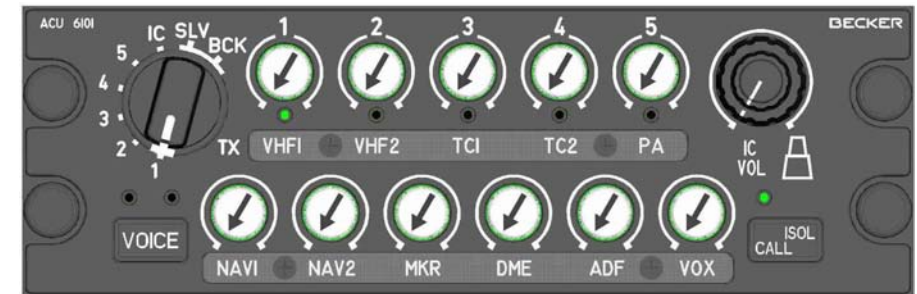 ACU 6101
BECKER
IC SLV BCK
5
4
3
2
1
TX
1 2 3 4 5
VHF1 VHF2 TC1 TC2 PA
IC VOL
VOICE
NAV1 NAV2 MKR DME ADF VOX
ISOL
CALL